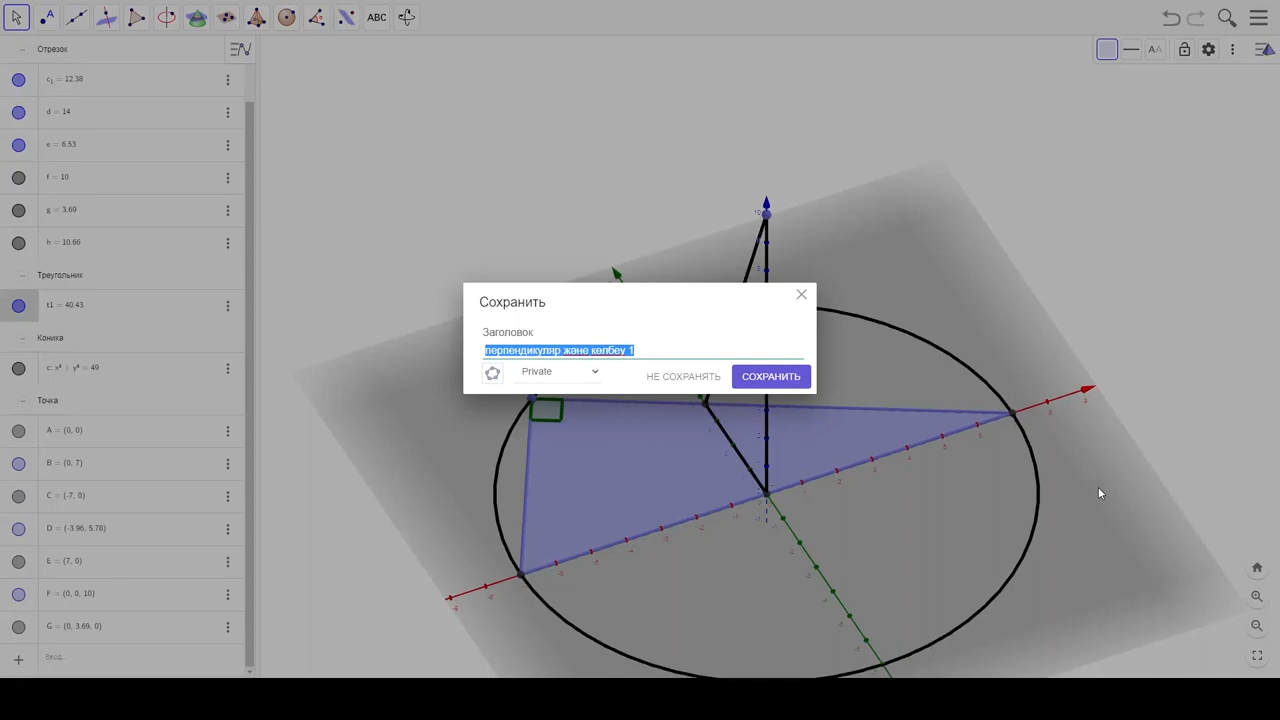 ABC
Отрезок
AA
c₁ = 12.38
d = 14
e = 6.53
f = 10
g = 3.69
h = 10.66
Треугольник
t1 = 40.43
Коника
c: x² + y² = 49
Точка
A = (0, 0)
B = (0, 7)
C = (-7, 0)
D = (-3.96, 5.78)
E = (7, 0)
F = (0, 0, 10)
G = (0, 3.69, 0)
Ввод...
Сохранить
Заголовок
перпендикуляр және көлбеу 1
Private
НЕ СОХРАНЯТЬ
СОХРАНИТЬ